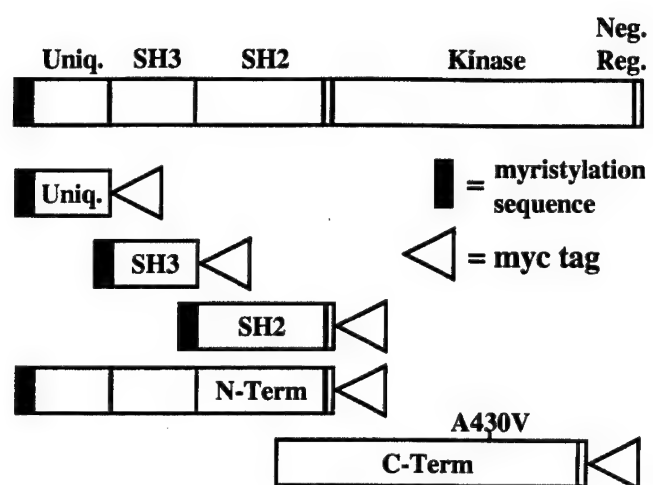 Neg.
Uniq. SH3 SH2 Kinase Reg.
Uniq.
= myristylation
sequence
SH3
= myc tag
SH2
N-Term
A430V
C-Term